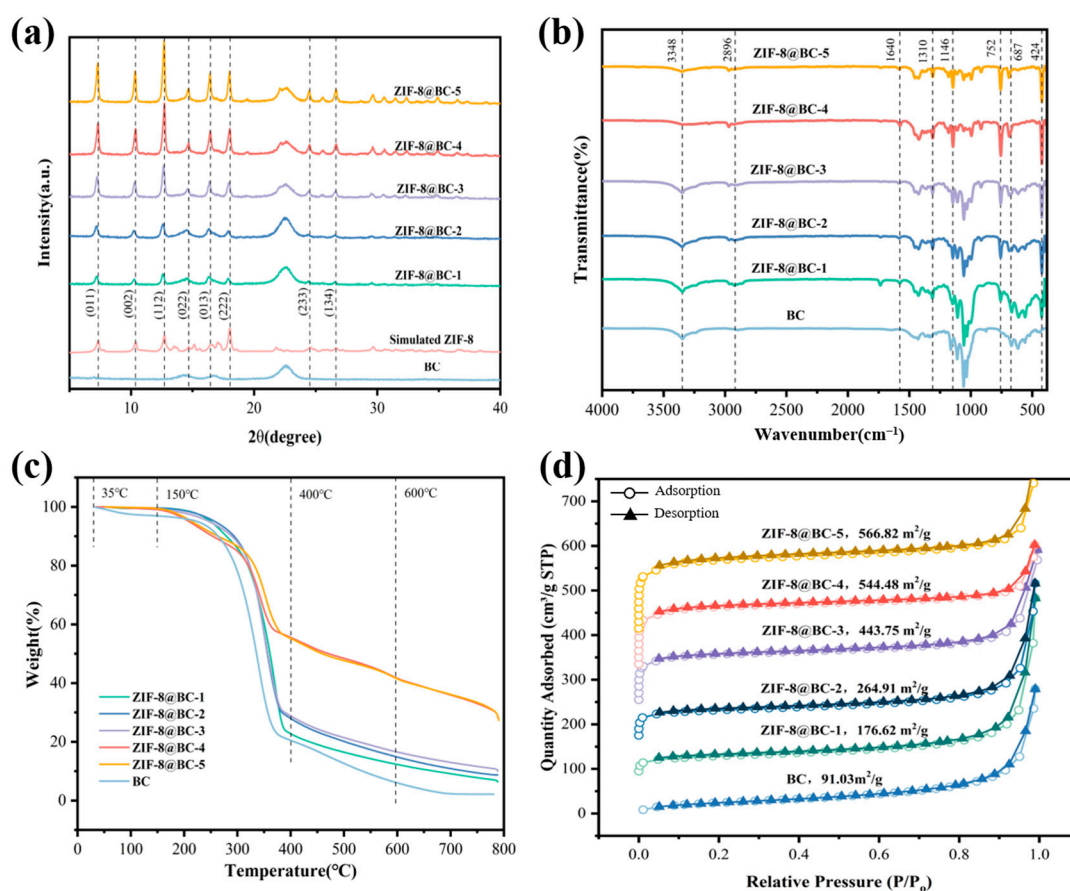 (a)
ZIF-8@BC-5
ZIF-8@BC-4
ZIF-8@BC-3
ZIF-8@BC-2
ZIF-8@BC-1
(011)
(002)
(112)
(022)
(013)
(222)
(233)
(134)
Simulated ZIF-8
BC
Intensity(a.u.)
10
20
30
40
2θ(degree)
(b)
3348
2896
1640
1310
1146
752
687
424
ZIF-8@BC-5
ZIF-8@BC-4
ZIF-8@BC-3
ZIF-8@BC-2
ZIF-8@BC-1
BC
Transmittance(%)
4000
3500
3000
2500
2000
1500
1000
500
Wavenumber(cm⁻¹)
(c)
35℃
150℃
400℃
600℃
100
80
60
40
20
0
Weight(%)
ZIF-8@BC-1
ZIF-8@BC-2
ZIF-8@BC-3
ZIF-8@BC-4
ZIF-8@BC-5
BC
0
100
200
300
400
500
600
700
800
Temperature(℃)
(d)
Adsorption
Desorption
ZIF-8@BC-5，566.82 m²/g
ZIF-8@BC-4，544.48 m²/g
ZIF-8@BC-3，443.75 m²/g
ZIF-8@BC-2，264.91 m²/g
ZIF-8@BC-1，176.62 m²/g
BC，91.03m²/g
700
600
500
400
300
200
100
0
Quantity Adsorbed (cm³/g STP)
0.0
0.2
0.4
0.6
0.8
1.0
Relative Pressure (P/Pₒ)